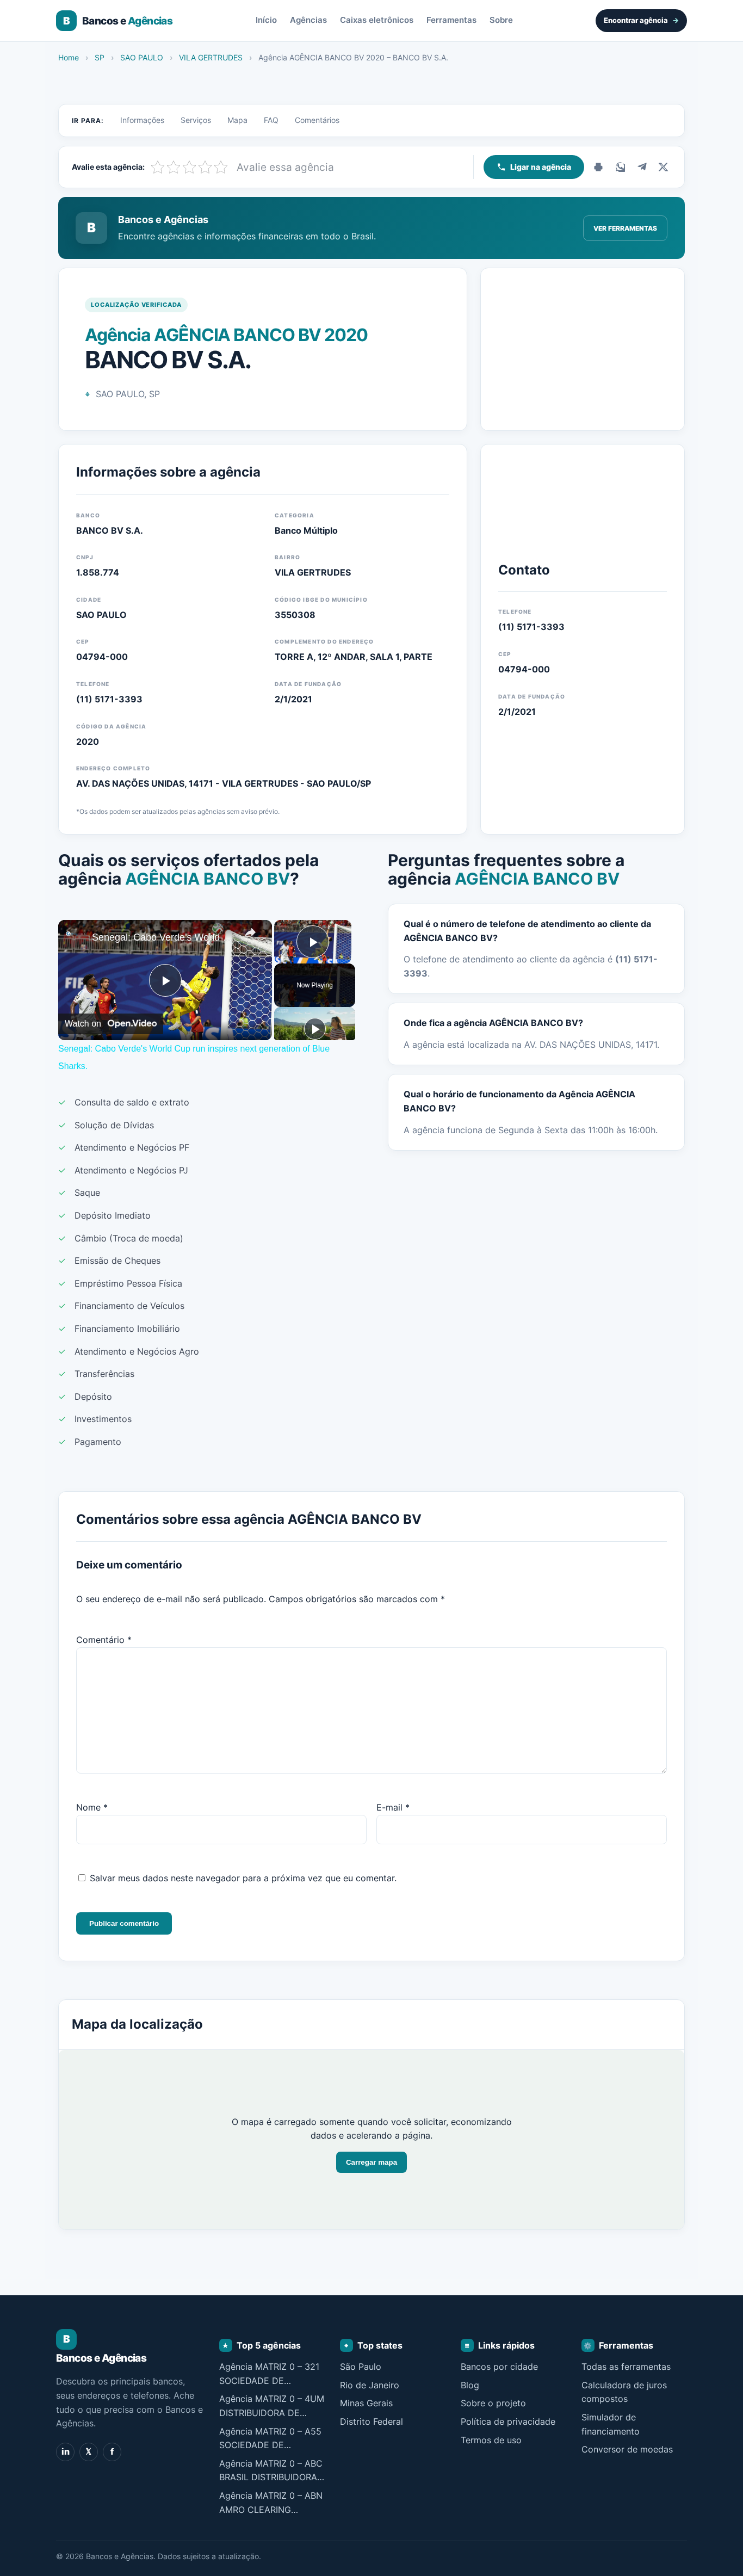 B Bancos e Agências
Início Agências Caixas eletrônicos Ferramentas Sobre
Encontrar agência →
Home › SP › SAO PAULO › VILA GERTRUDES › Agência AGÊNCIA BANCO BV 2020 – BANCO BV S.A.
IR PARA: Informações Serviços Mapa FAQ Comentários
Avalie esta agência: Avalie essa agência
Ligar na agência
B
Bancos e Agências
Encontre agências e informações financeiras em todo o Brasil.
VER FERRAMENTAS
LOCALIZAÇÃO VERIFICADA
Agência AGÊNCIA BANCO BV 2020
BANCO BV S.A.
SAO PAULO, SP
Informações sobre a agência
BANCO
BANCO BV S.A.
CATEGORIA
Banco Múltiplo
CNPJ
1.858.774
BAIRRO
VILA GERTRUDES
CIDADE
SAO PAULO
CÓDIGO IBGE DO MUNICÍPIO
3550308
CEP
04794-000
COMPLEMENTO DO ENDEREÇO
TORRE A, 12º ANDAR, SALA 1, PARTE
TELEFONE
(11) 5171-3393
DATA DE FUNDAÇÃO
2/1/2021
CÓDIGO DA AGÊNCIA
2020
ENDEREÇO COMPLETO
AV. DAS NAÇÕES UNIDAS, 14171 - VILA GERTRUDES - SAO PAULO/SP
*Os dados podem ser atualizados pelas agências sem aviso prévio.
Contato
TELEFONE
(11) 5171-3393
CEP
04794-000
DATA DE FUNDAÇÃO
2/1/2021
Quais os serviços ofertados pela
agência AGÊNCIA BANCO BV?
Senegal: Cabo Verde's World
Watch on Open.Video
Now Playing
Senegal: Cabo Verde's World Cup run inspires next generation of Blue
Sharks.
Consulta de saldo e extrato
Solução de Dívidas
Atendimento e Negócios PF
Atendimento e Negócios PJ
Saque
Depósito Imediato
Câmbio (Troca de moeda)
Emissão de Cheques
Empréstimo Pessoa Física
Financiamento de Veículos
Financiamento Imobiliário
Atendimento e Negócios Agro
Transferências
Depósito
Investimentos
Pagamento
Perguntas frequentes sobre a
agência AGÊNCIA BANCO BV
Qual é o número de telefone de atendimento ao cliente da
AGÊNCIA BANCO BV?
O telefone de atendimento ao cliente da agência é (11) 5171-
3393.
Onde fica a agência AGÊNCIA BANCO BV?
A agência está localizada na AV. DAS NAÇÕES UNIDAS, 14171.
Qual o horário de funcionamento da Agência AGÊNCIA
BANCO BV?
A agência funciona de Segunda à Sexta das 11:00h às 16:00h.
Comentários sobre essa agência AGÊNCIA BANCO BV
Deixe um comentário
O seu endereço de e-mail não será publicado. Campos obrigatórios são marcados com *
Comentário *
Nome *
E-mail *
Salvar meus dados neste navegador para a próxima vez que eu comentar.
Publicar comentário
Mapa da localização
O mapa é carregado somente quando você solicitar, economizando
dados e acelerando a página.
Carregar mapa
B
Bancos e Agências
Descubra os principais bancos,
seus endereços e telefones. Ache
tudo o que precisa com o Bancos e
Agências.
in X f
Top 5 agências
Agência MATRIZ 0 – 321
SOCIEDADE DE...
Agência MATRIZ 0 – 4UM
DISTRIBUIDORA DE...
Agência MATRIZ 0 – A55
SOCIEDADE DE...
Agência MATRIZ 0 – ABC
BRASIL DISTRIBUIDORA...
Agência MATRIZ 0 – ABN
AMRO CLEARING...
Top states
São Paulo
Rio de Janeiro
Minas Gerais
Distrito Federal
Links rápidos
Bancos por cidade
Blog
Sobre o projeto
Política de privacidade
Termos de uso
Ferramentas
Todas as ferramentas
Calculadora de juros
compostos
Simulador de
financiamento
Conversor de moedas
© 2026 Bancos e Agências. Dados sujeitos a atualização.